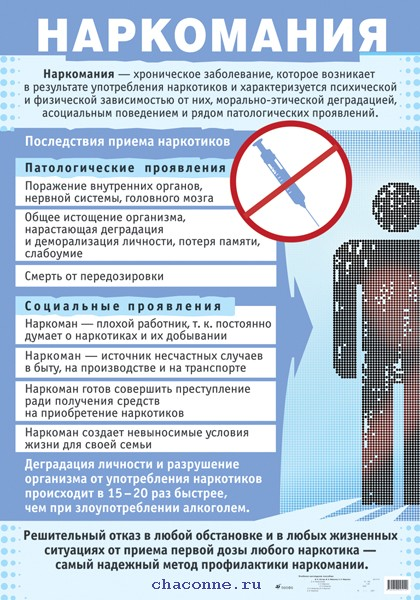 НАРКОМАНИЯ
Наркомания — хроническое заболевание, которое возникает
в результате употребления наркотиков и характеризуется психической
и физической зависимостью от них, морально-этической деградацией,
асоциальным поведением и рядом патологических проявлений.
Последствия приема наркотиков
Патологические проявления
Поражение внутренних органов,
нервной системы, головного мозга
Общее истощение организма,
нарастающая деградация
и деморализация личности, потеря памяти,
слабоумие
Смерть от передозировки
Социальные проявления
Наркоман — плохой работник, т. к. постоянно
думает о наркотиках и их добывании
Наркоман — источник несчастных случаев
в быту, на производстве и на транспорте
Наркоман готов совершить преступление
ради получения средств
на приобретение наркотиков
Наркоман создает невыносимые условия
жизни для своей семьи
Деградация личности и разрушение
организма от употребления наркотиков
происходит в 15–20 раз быстрее,
чем при злоупотреблении алкоголем.
Решительный отказ в любой обстановке и в любых жизненных
ситуациях от приема первой дозы любого наркотика —
самый надежный метод профилактики наркомании.
chaconne.ru